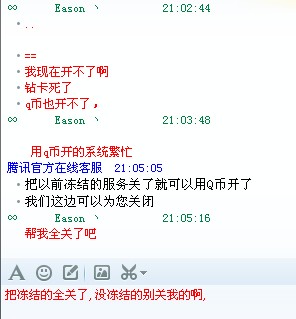 ∞ Eason 丶 21:02:44
..
==
我现在开不了啊
钻卡死了
q币也开不了,
∞ Eason 丶 21:03:48
用q币开的系统繁忙
腾讯官方在线客服 21:05:05
把以前冻结的服务关了就可以用Q币开了
我们这边可以为您关闭
∞ Eason 丶 21:05:16
帮我全关了吧
A
把冻结的全关了,没冻结的别关我的啊,